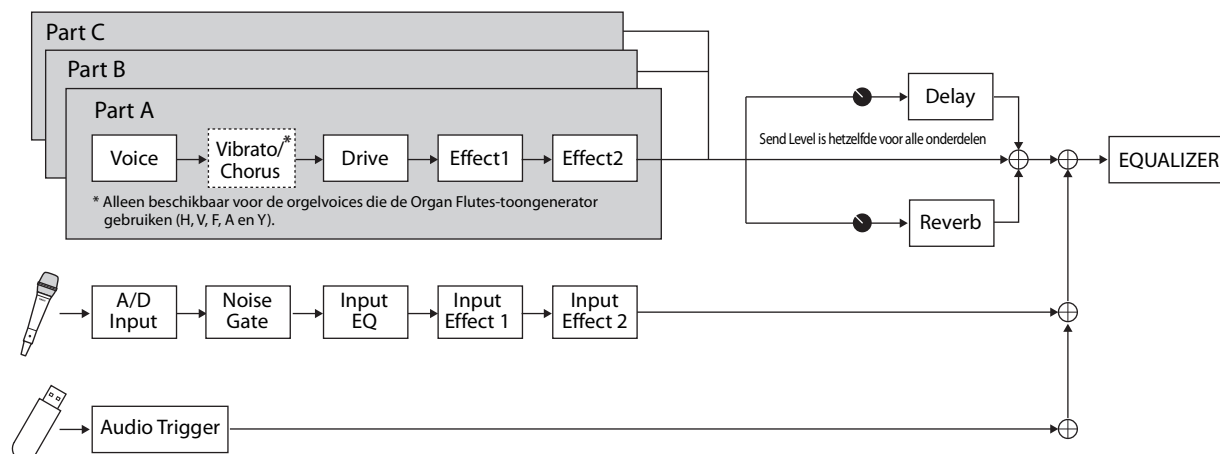 Part C
Part B
Part A
Voice
Vibrato/*
Chorus
Drive
Effect1
Effect2
* Alleen beschikbaar voor de orgelvoices die de Organ Flutes-toongenerator
gebruiken (H, V, F, A en Y).
Delay
Send Level is hetzelfde voor alle onderdelen
Reverb
EQUALIZER
A/D
Input
Noise
Gate
Input
EQ
Input
Effect 1
Input
Effect 2
Audio Trigger